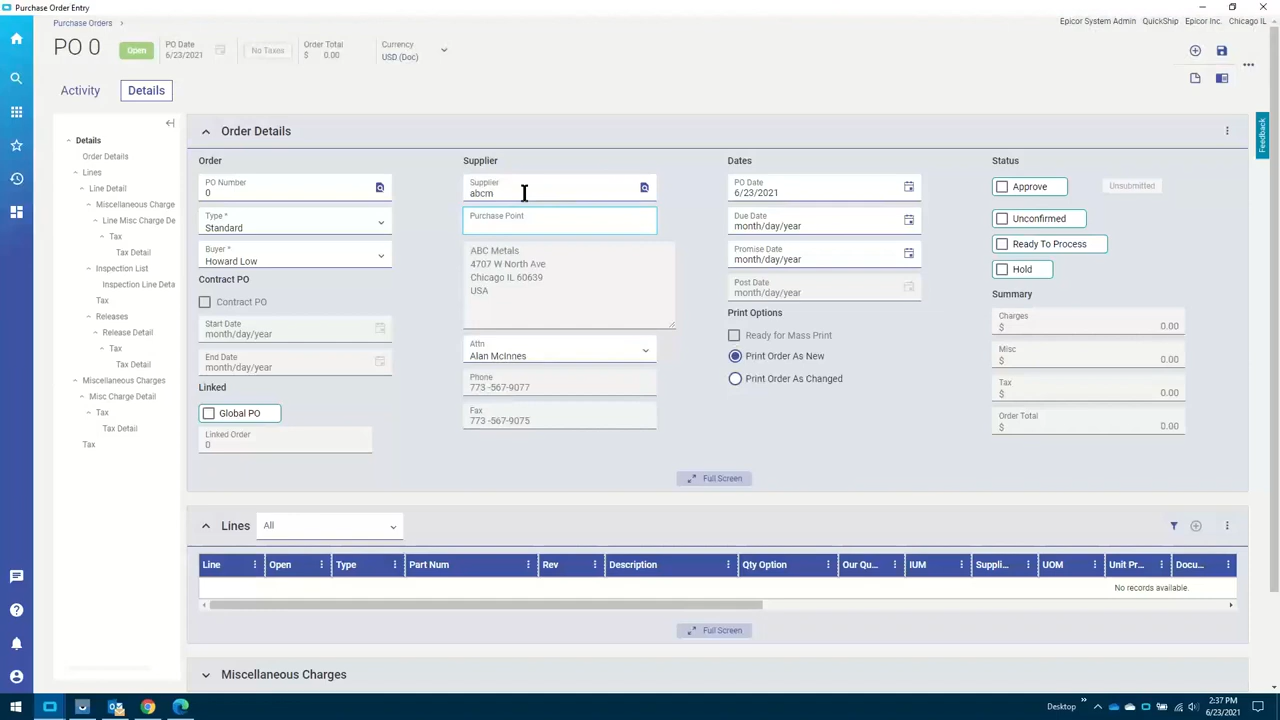 Purchase Order Entry
Purchase Orders >
Epicor System Admin QuickShip Epicor Inc. Chicago IL
PO 0
Open
PO Date
6/23/2021
No Taxes
Order Total
$ 0.00
Currency
USD (Doc)
Activity
Details
Details
Order Details
Lines
Line Detail
Miscellaneous Charge
Line Misc Charge De
Tax
Tax Detail
Inspection List
Inspection Line Deta
Tax
Releases
Release Detail
Tax
Tax Detail
Miscellaneous Charges
Misc Charge Detail
Tax
Tax Detail
Tax
Order Details
Order
PO Number
0
Type *
Standard
Buyer *
Howard Low
Contract PO
Contract PO
Start Date
month/day/year
End Date
month/day/year
Linked
Global PO
Linked Order
0
Supplier
Supplier
abcm
Purchase Point
ABC Metals
4707 W North Ave
Chicago IL 60639
USA
Attn
Alan McInnes
Phone
773 -567-9077
Fax
773 -567-9075
Dates
PO Date
6/23/2021
Due Date
month/day/year
Promise Date
month/day/year
Post Date
month/day/year
Print Options
Ready for Mass Print
Print Order As New
Print Order As Changed
Status
Approve
Unsubmitted
Unconfirmed
Ready To Process
Hold
Summary
Charges
$ 0.00
Misc
$ 0.00
Tax
$ 0.00
Order Total
$ 0.00
Full Screen
Feedback
Lines
All
Line Open Type Part Num Rev Description Qty Option Our Qu... IUM Suppli... UOM Unit Pr... Docu...
No records available.
Full Screen
Miscellaneous Charges
Desktop
2:37 PM
6/23/2021